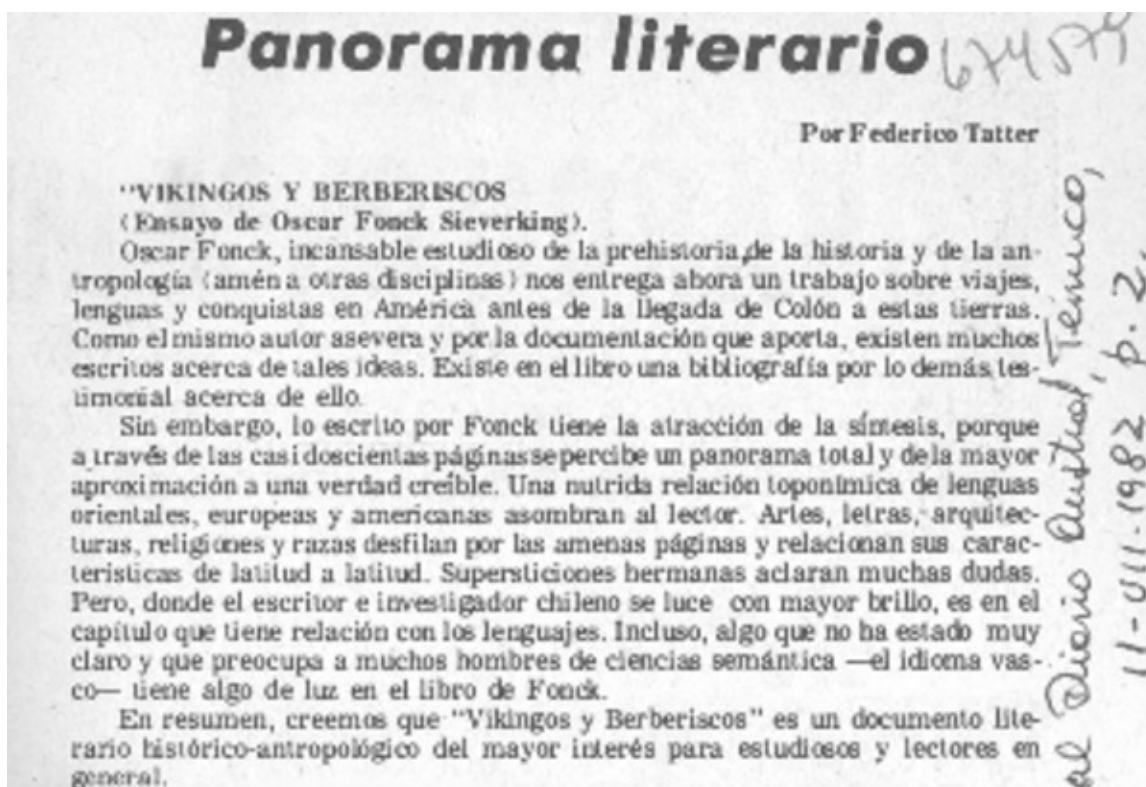 Panorama literario
674579
Por Federico Tatter
"VIKINGOS Y BERBERISCOS
(Ensayo de Oscar Fonck Sieverking).
Oscar Fonck, incansable estudioso de la prehistoria,de la historia y de la an-
tropología (amén a otras disciplinas) nos entrega ahora un trabajo sobre viajes,
lenguas y conquistas en América antes de la llegada de Colón a estas tierras.
Como el mismo autor asevera y por la documentación que aporta, existen muchos
escritos acerca de tales ideas. Existe en el libro una bibliografía por lo demás tes-
timonial acerca de ello.
Sin embargo, lo escrito por Fonck tiene la atracción de la síntesis, porque
a través de las casi doscientas páginas se percibe un panorama total y de la mayor
aproximación a una verdad creíble. Una nutrida relación toponímica de lenguas
orientales, europeas y americanas asombran al lector. Artes, letras, arquitec-
turas, religiones y razas desfilan por las amenas páginas y relacionan sus carac-
terísticas de latitud a latitud. Supersticiones hermanas aclaran muchas dudas.
Pero, donde el escritor e investigador chileno se luce con mayor brillo, es en el
capítulo que tiene relación con los lenguajes. Incluso, algo que no ha estado muy
claro y que preocupa a muchos hombres de ciencias semántica —el idioma vas-
co— tiene algo de luz en el libro de Fonck.
En resumen, creemos que "Vikingos y Berberiscos" es un documento lite-
rario histórico-antropológico del mayor interés para estudiosos y lectores en
general.
al Diario Austral, Temuco,
11-VIII-1982 p. 2.